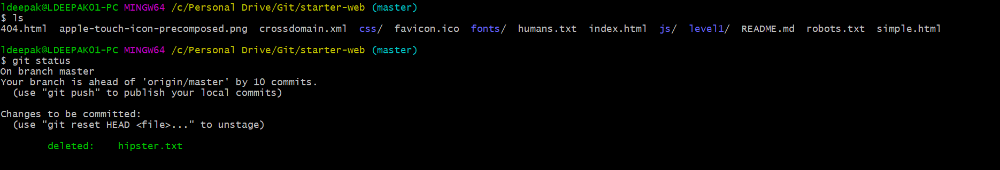 ldeepak@LDEEPAK01-PC MINGW64 /c/Personal Drive/Git/starter-web (master)
$ ls
404.html  apple-touch-icon-precomposed.png  crossdomain.xml  css/  favicon.ico  fonts/  humans.txt  index.html  js/  level1/  README.md  robots.txt  simple.html
ldeepak@LDEEPAK01-PC MINGW64 /c/Personal Drive/Git/starter-web (master)
$ git status
On branch master
Your branch is ahead of 'origin/master' by 10 commits.
  (use "git push" to publish your local commits)
Changes to be committed:
  (use "git reset HEAD <file>..." to unstage)
        deleted:    hipster.txt